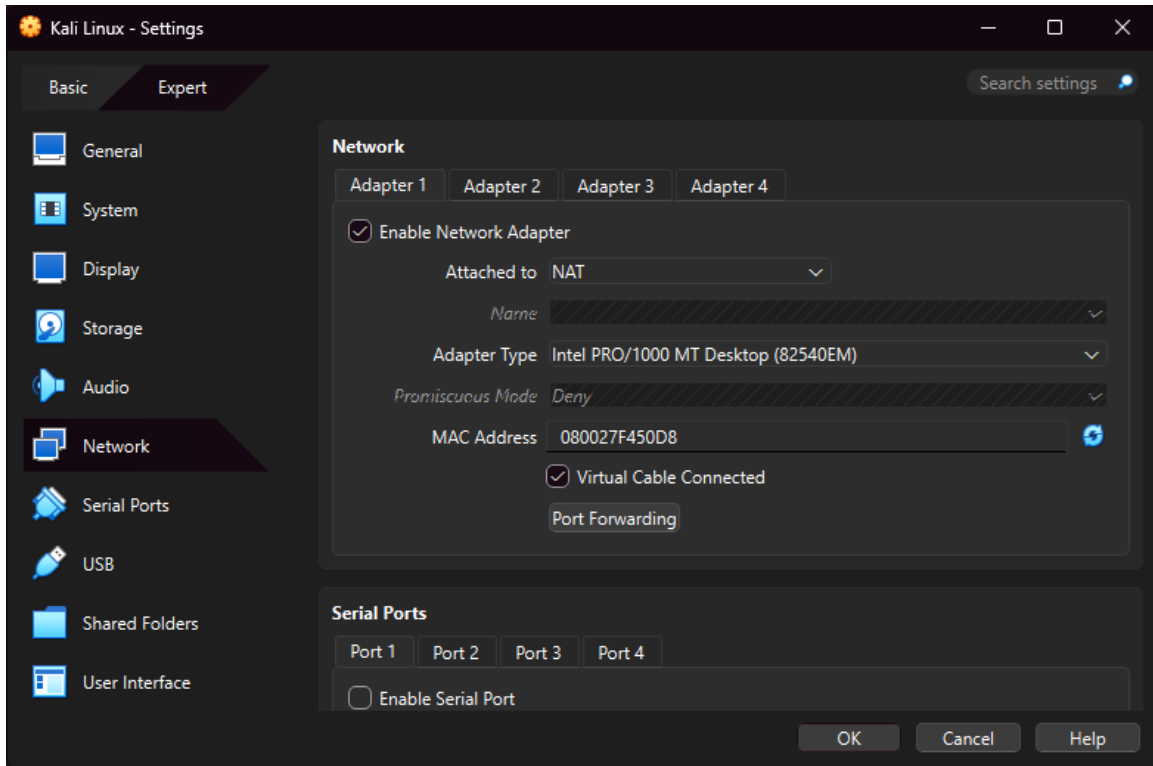 Kali Linux - Settings
Basic Expert Search settings
General
System
Display
Storage
Audio
Network
Serial Ports
USB
Shared Folders
User Interface
Network
Adapter 1 Adapter 2 Adapter 3 Adapter 4
Enable Network Adapter
Attached to NAT
Name
Adapter Type Intel PRO/1000 MT Desktop (82540EM)
Promiscuous Mode Deny
MAC Address 080027F450D8
Virtual Cable Connected
Port Forwarding
Serial Ports
Port 1 Port 2 Port 3 Port 4
Enable Serial Port
OK Cancel Help